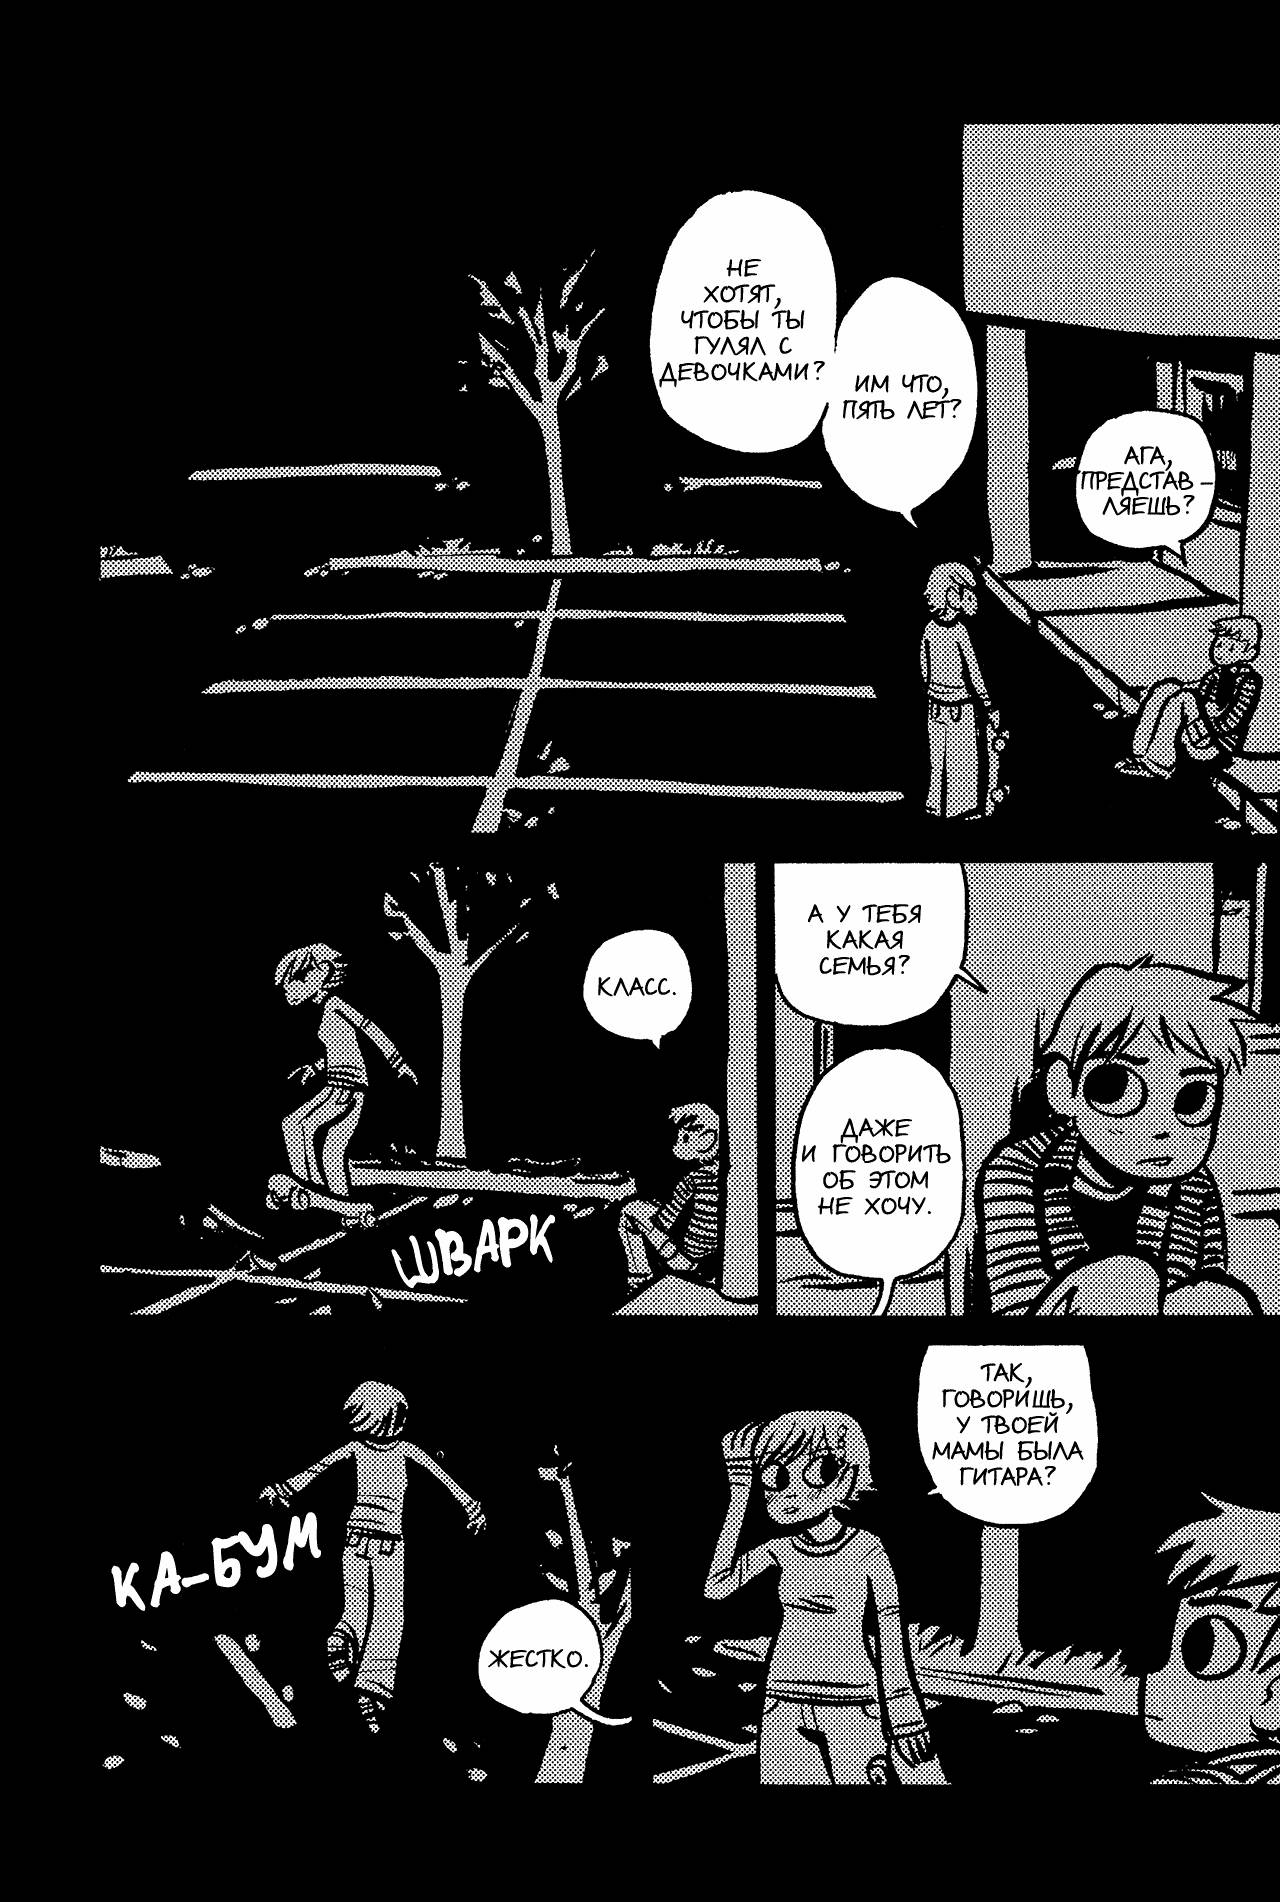 НЕ
ХОТЯТ,
ЧТОБЫ ТЫ
ГУЛЯЛ С
ДЕВОЧКАМИ?
ИМ ЧТО,
ПЯТЬ ЛЕТ?
АГА,
ПРЕДСТАВ-
ЛЯЕШЬ?
КЛАСС.
ШВАРК
А У ТЕБЯ
КАКАЯ
СЕМЬЯ?
ДАЖЕ
И ГОВОРИТЬ
ОБ ЭТОМ
НЕ ХОЧУ.
КА-БУМ
ЖЕСТКО.
ТАК,
ГОВОРИШЬ,
У ТВОЕЙ
МАМЫ БЫЛА
ГИТАРА?